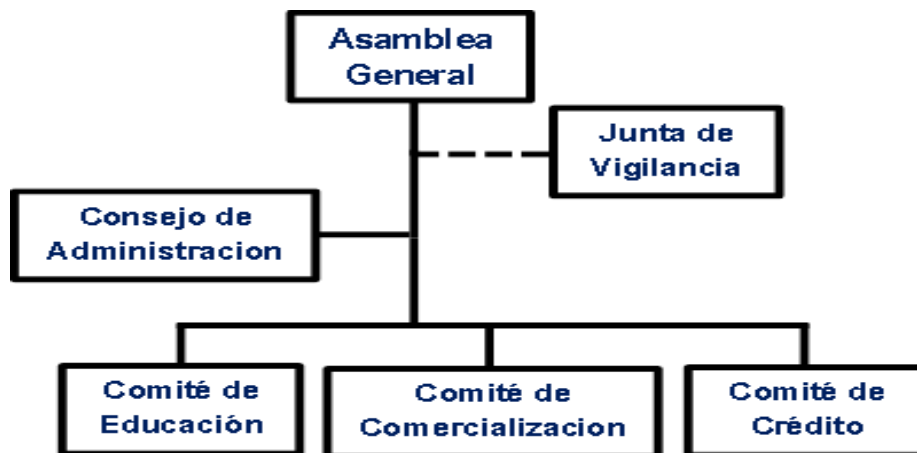 Asamblea
General
Junta de
Vigilancia
Consejo de
Administracion
Comité de
Educación
Comité de
Comercializacion
Comité de
Crédito